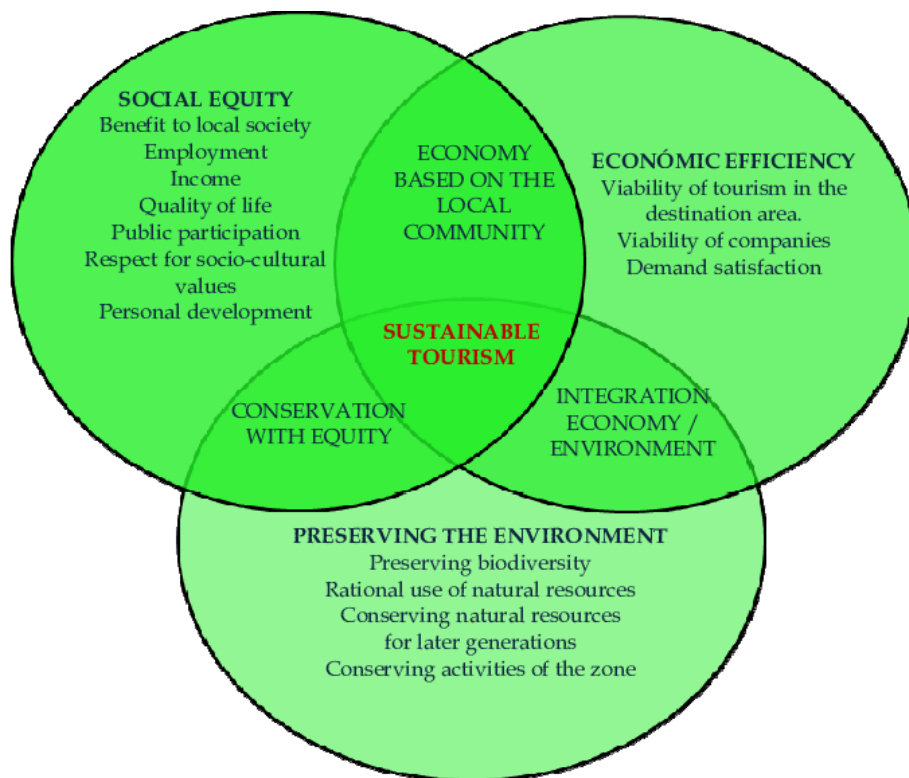 SOCIAL EQUITY
Benefit to local society
Employment
Income
Quality of life
Public participation
Respect for socio-cultural
values
Personal development
ECONOMY
BASED ON THE
LOCAL
COMMUNITY
ECONÓMIC EFFICIENCY
Viability of tourism in the
destination area.
Viability of companies
Demand satisfaction
SUSTAINABLE
TOURISM
CONSERVATION
WITH EQUITY
INTEGRATION
ECONOMY /
ENVIRONMENT
PRESERVING THE ENVIRONMENT
Preserving biodiversity
Rational use of natural resources
Conserving natural resources
for later generations
Conserving activities of the zone